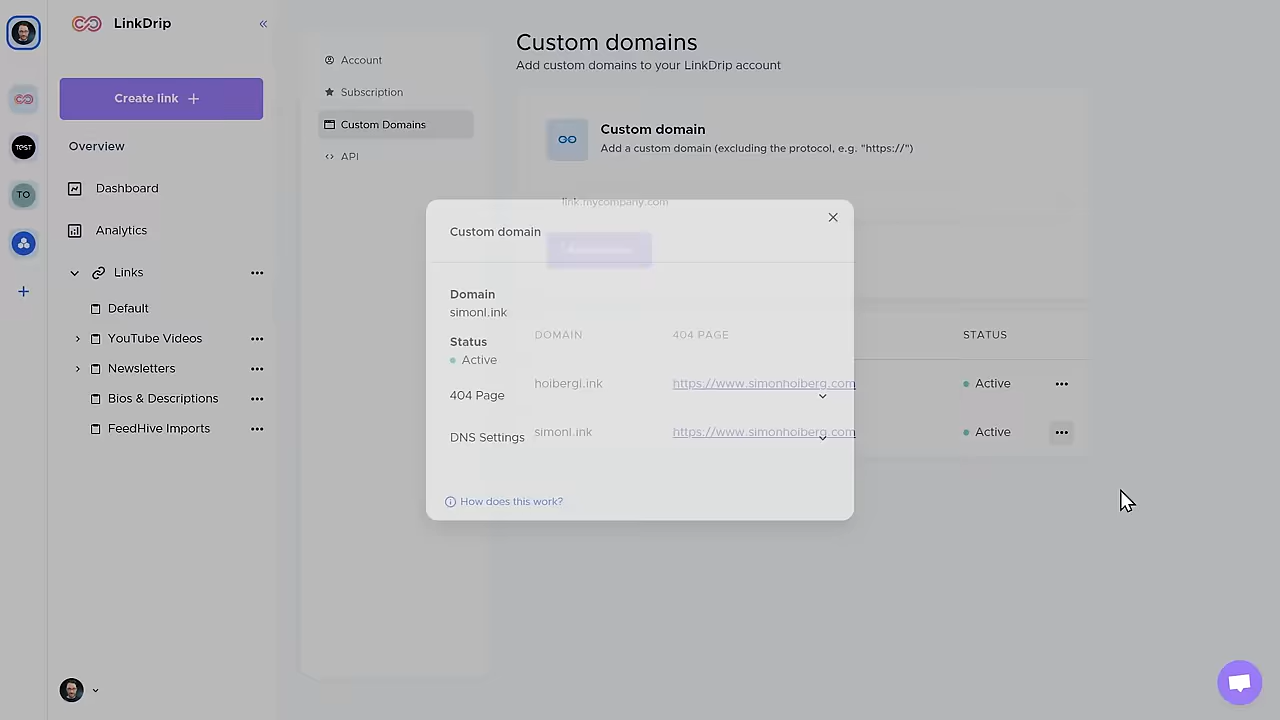 LinkDrip
«
Create link +
Overview
Dashboard
Analytics
Links
Default
YouTube Videos
Newsletters
Bios & Descriptions
FeedHive Imports
TEST
TO
+
Account
Subscription
Custom Domains
API
Custom domains
Add custom domains to your LinkDrip account
Custom domain
Add a custom domain (excluding the protocol, e.g. "https://")
link.mycompany.com
DOMAIN 404 PAGE STATUS
hoibergl.ink https://www.simonhoiberg.com Active
simonl.ink https://www.simonhoiberg.com Active
Custom domain
Domain
simonl.ink
Status
Active
404 Page
DNS Settings
How does this work?